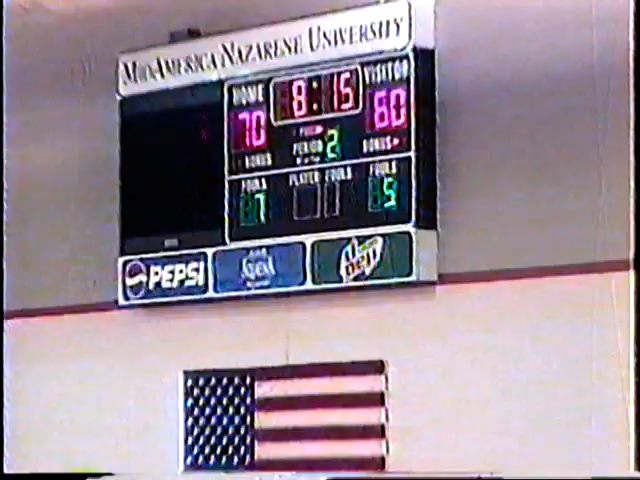 MIDAMERICA NAZARENE UNIVERSITY
HOME 8:15 VISITOR
70 60
PERIOD 2
BONUS BONUS
FOULS PLAYER FOULS FOULS
7 5
PEPSI